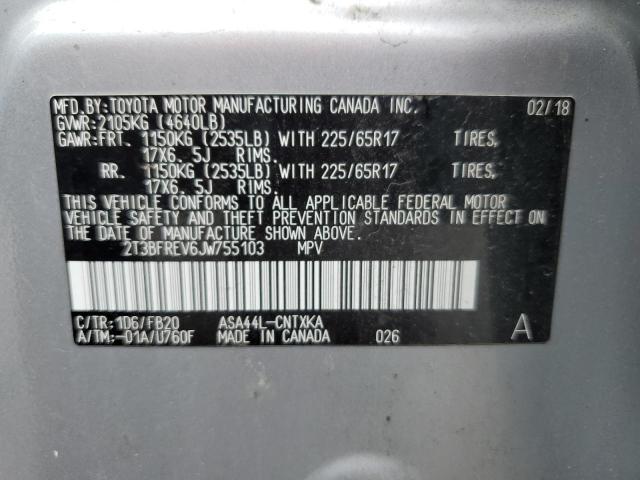 MFD.BY:TOYOTA MOTOR MANUFACTURING CANADA INC. 02/18
GVWR:2105KG (4640LB)
GAWR:FRT. 1150KG (2535LB) WITH 225/65R17 TIRES,
17X6. 5J RIMS.
RR. 1150KG (2535LB) WITH 225/65R17 TIRES,
17X6. 5J RIMS.
THIS VEHICLE CONFORMS TO ALL APPLICABLE FEDERAL MOTOR
VEHICLE SAFETY AND THEFT PREVENTION STANDARDS IN EFFECT ON
THE DATE OF MANUFACTURE SHOWN ABOVE.
2T3BFREV6JW755103 MPV
C/TR:1D6/FB20 ASA44L-CNTXKA
A/TM:-01A/U760F MADE IN CANADA 026 A